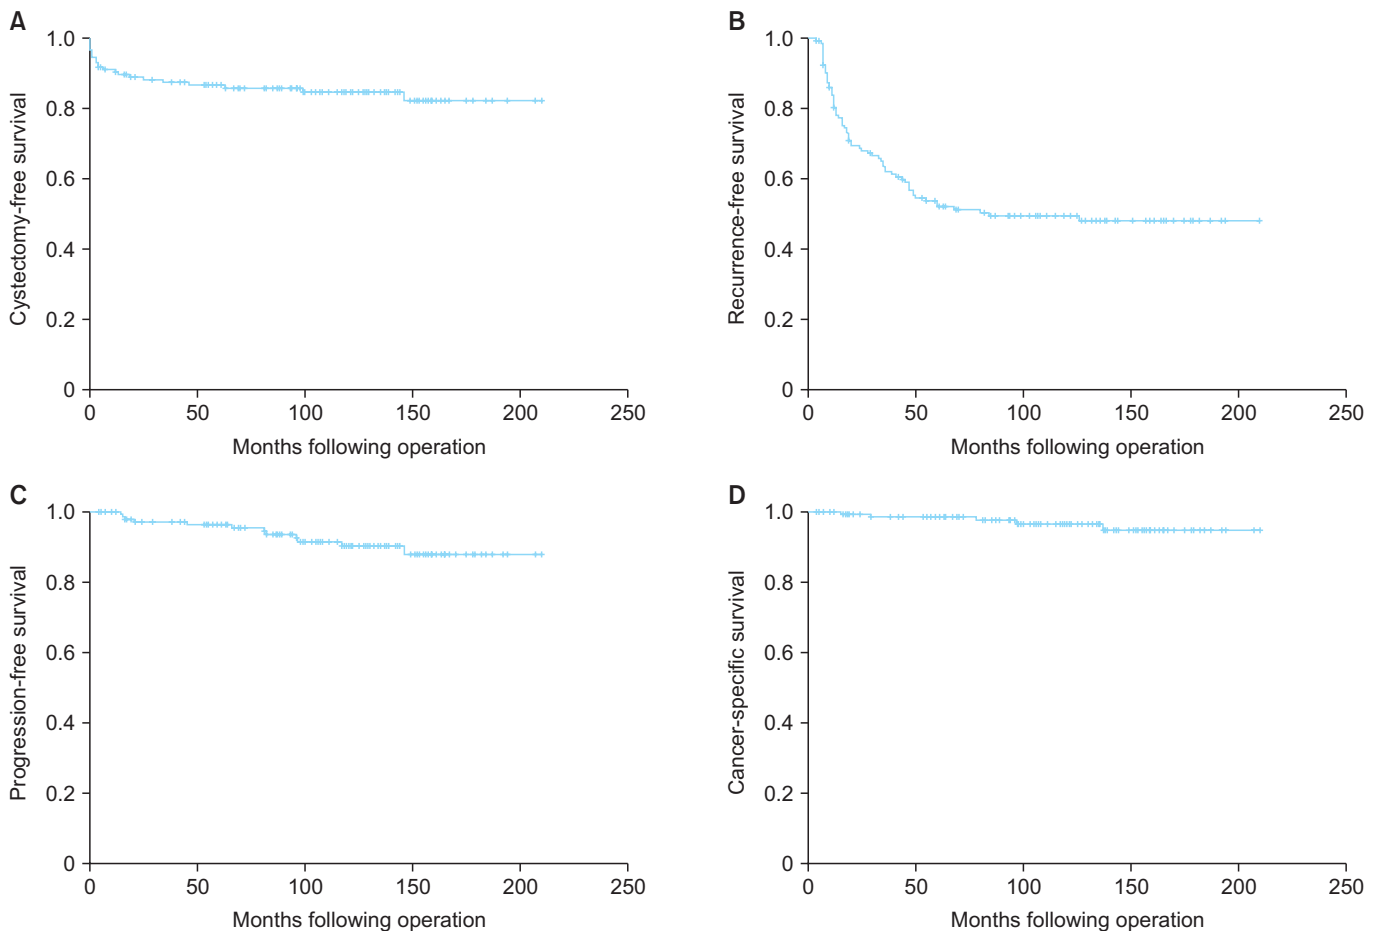 A
1.0
0.8
0.6
0.4
0.2
0
Cystectomy-free survival
0 50 100 150 200 250
Months following operation
B
1.0
0.8
0.6
0.4
0.2
0
Recurrence-free survival
0 50 100 150 200 250
Months following operation
C
1.0
0.8
0.6
0.4
0.2
0
Progression-free survival
0 50 100 150 200 250
Months following operation
D
1.0
0.8
0.6
0.4
0.2
0
Cancer-specific survival
0 50 100 150 200 250
Months following operation